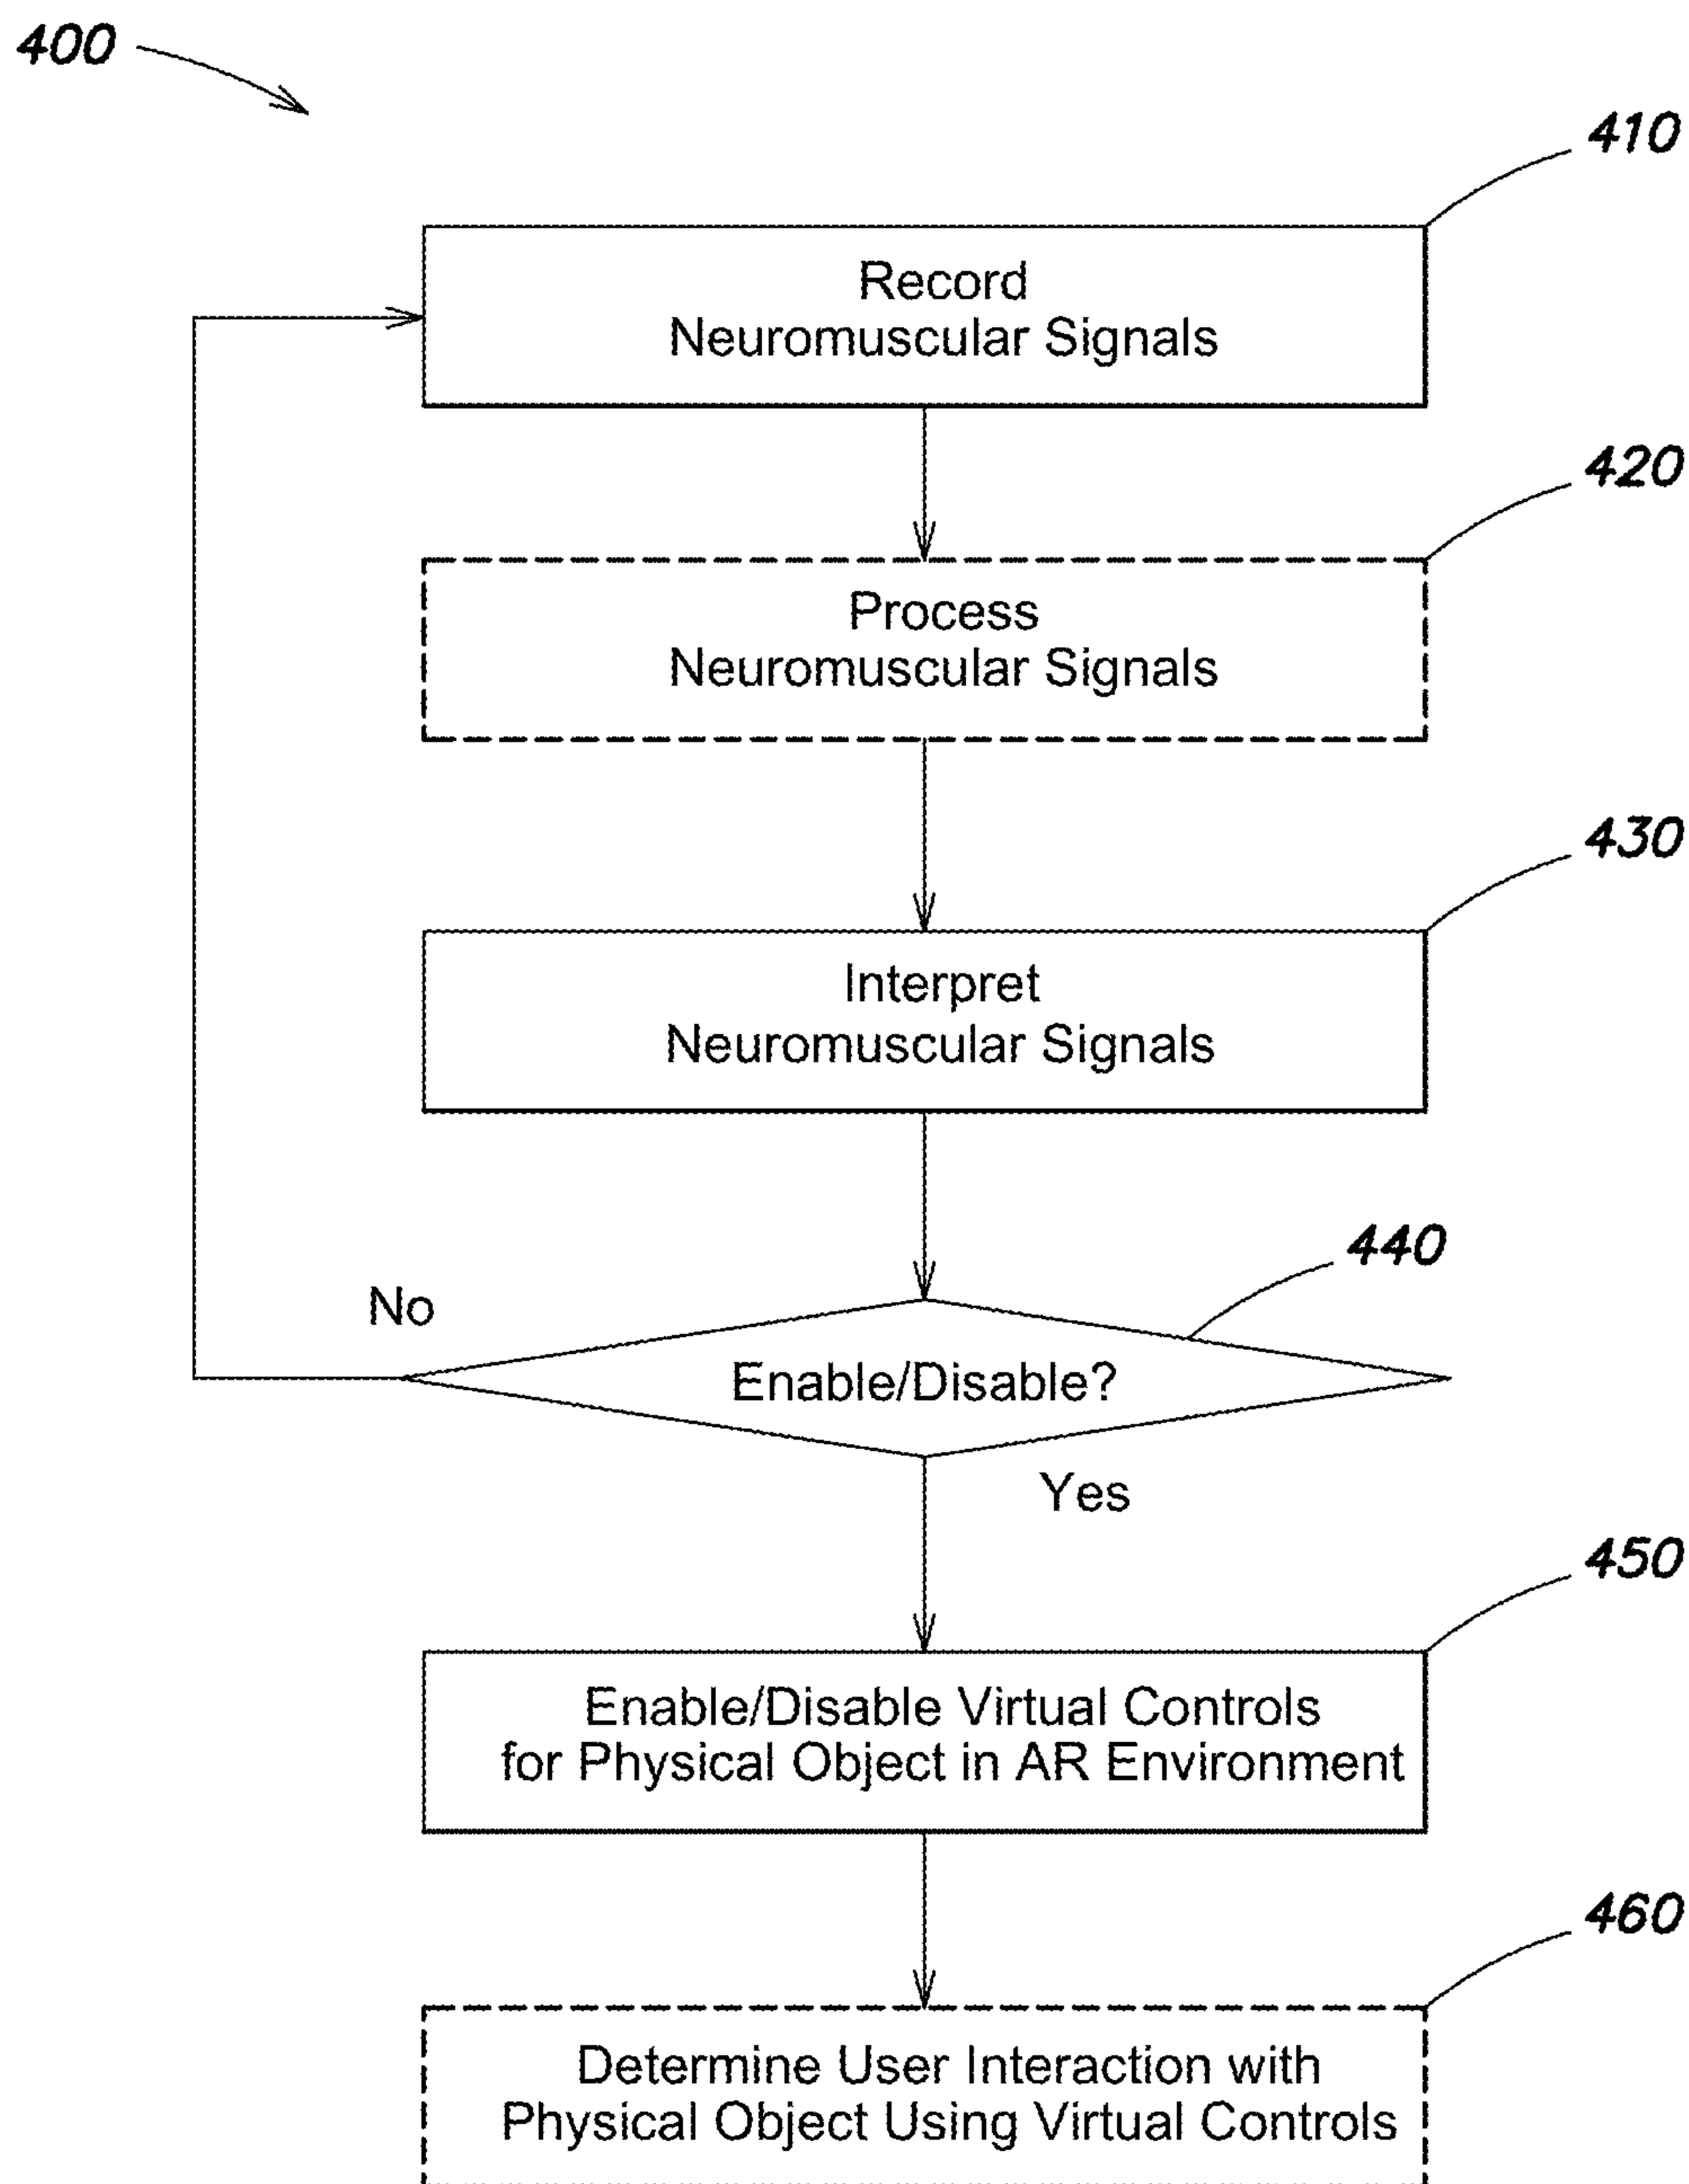 400
410
Record
Neuromuscular Signals
420
Process
Neuromuscular Signals
430
Interpret
Neuromuscular Signals
440
No
Enable/Disable?
Yes
450
Enable/Disable Virtual Controls
for Physical Object in AR Environment
460
Determine User Interaction with
Physical Object Using Virtual Controls